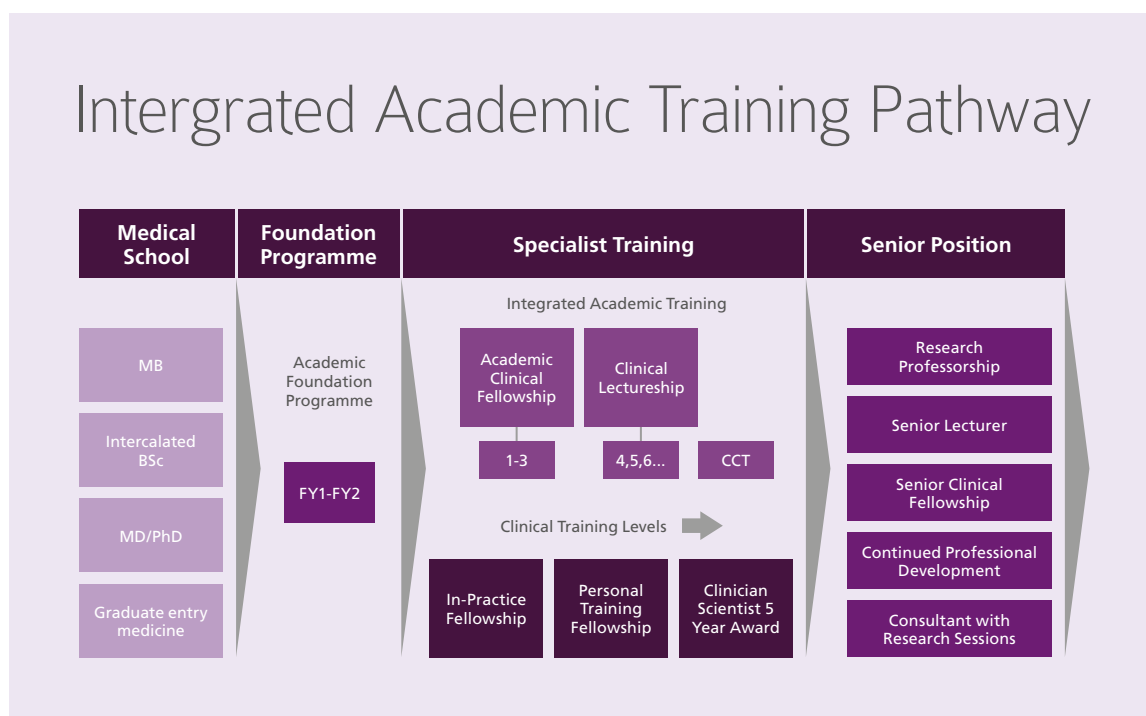 Intergrated Academic Training Pathway
Medical
School
Foundation
Programme
Specialist Training
Senior Position
MB
Intercalated
BSc
MD/PhD
Graduate entry
medicine
Academic
Foundation
Programme
FY1-FY2
Integrated Academic Training
Academic
Clinical
Fellowship
Clinical
Lectureship
1-3
4,5,6...
CCT
Clinical Training Levels
In-Practice
Fellowship
Personal
Training
Fellowship
Clinician
Scientist 5
Year Award
Research
Professorship
Senior Lecturer
Senior Clinical
Fellowship
Continued Professional
Development
Consultant with
Research Sessions